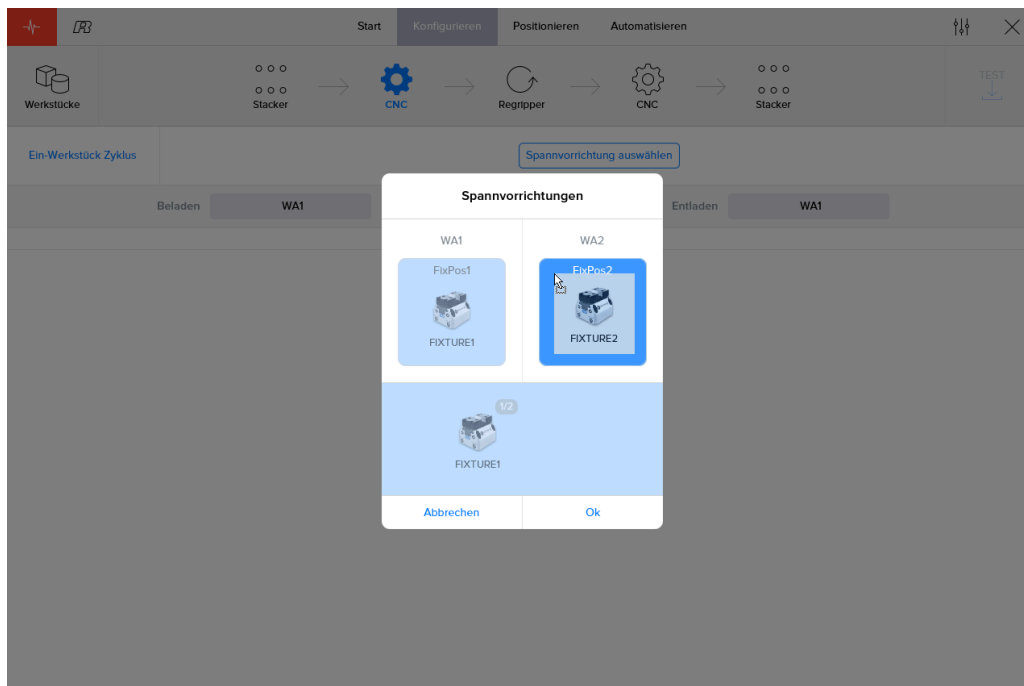 Start Konfigurieren Positionieren Automatisieren
Werkstücke Stacker CNC Regripper CNC Stacker TEST
Ein-Werkstück Zyklus Spannvorrichtung auswählen
Beladen WA1 Entladen WA1
Spannvorrichtungen
WA1 WA2
FixPos1 FixPos2
FIXTURE1 FIXTURE2
1/2
FIXTURE1
Abbrechen Ok